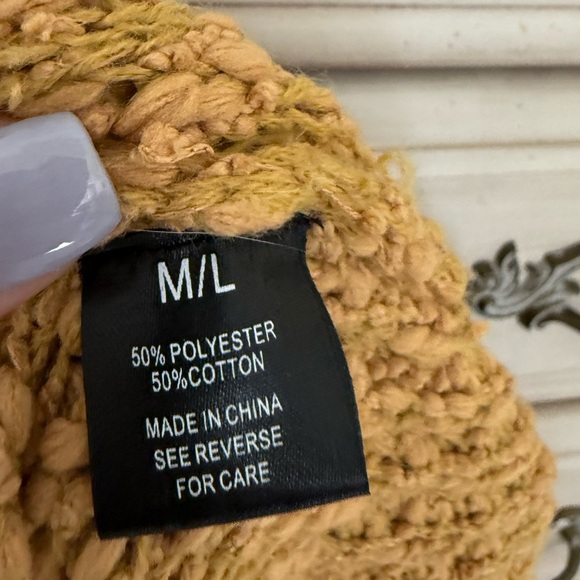 M/L
50% POLYESTER
50%COTTON
MADE IN CHINA
SEE REVERSE
FOR CARE